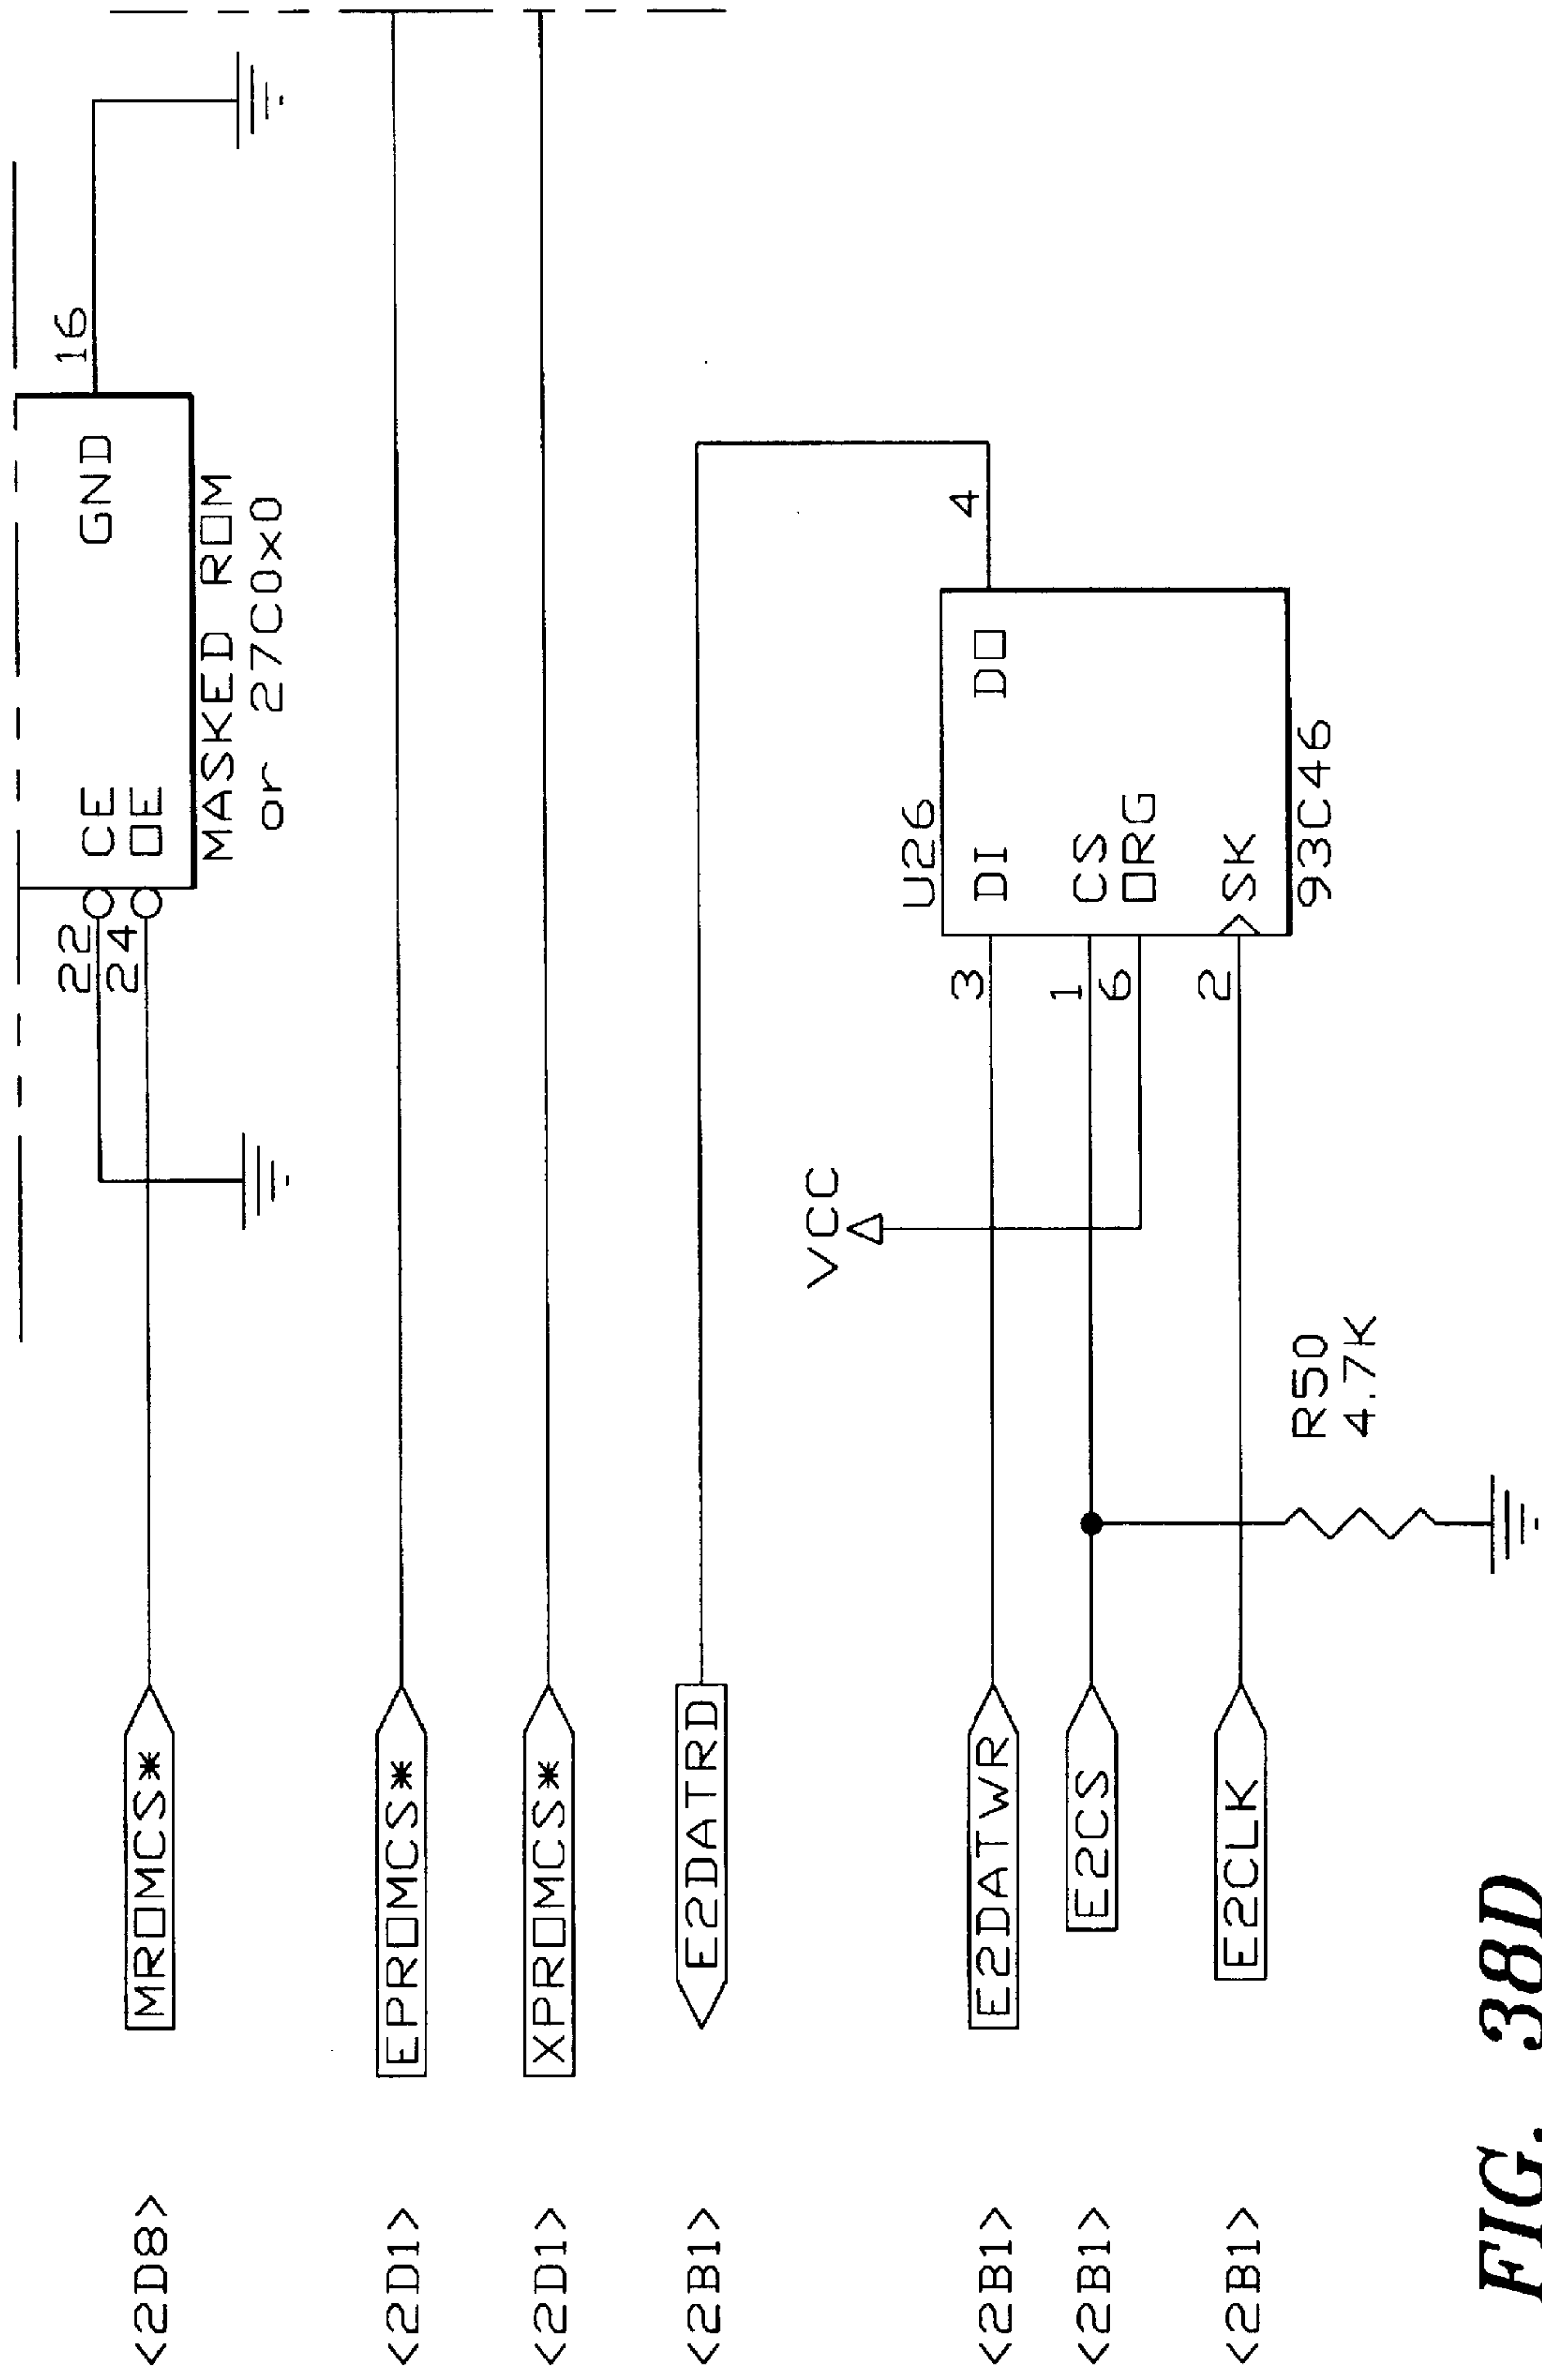 16
GND
22
CE
24
OE
MASKED ROM
or 27C0x0
<2D8>
MROMCS*
<2D1>
EPROMCS*
<2D1>
XPROMCS*
<2B1>
E2DATRD
4
VCC
U26
<2B1>
E2DATWR
3
DI
DO
<2B1>
E2CS
1
CS
6
ORG
<2B1>
E2CLK
2
SK
93C46
R50
4.7K
FIG. 38D